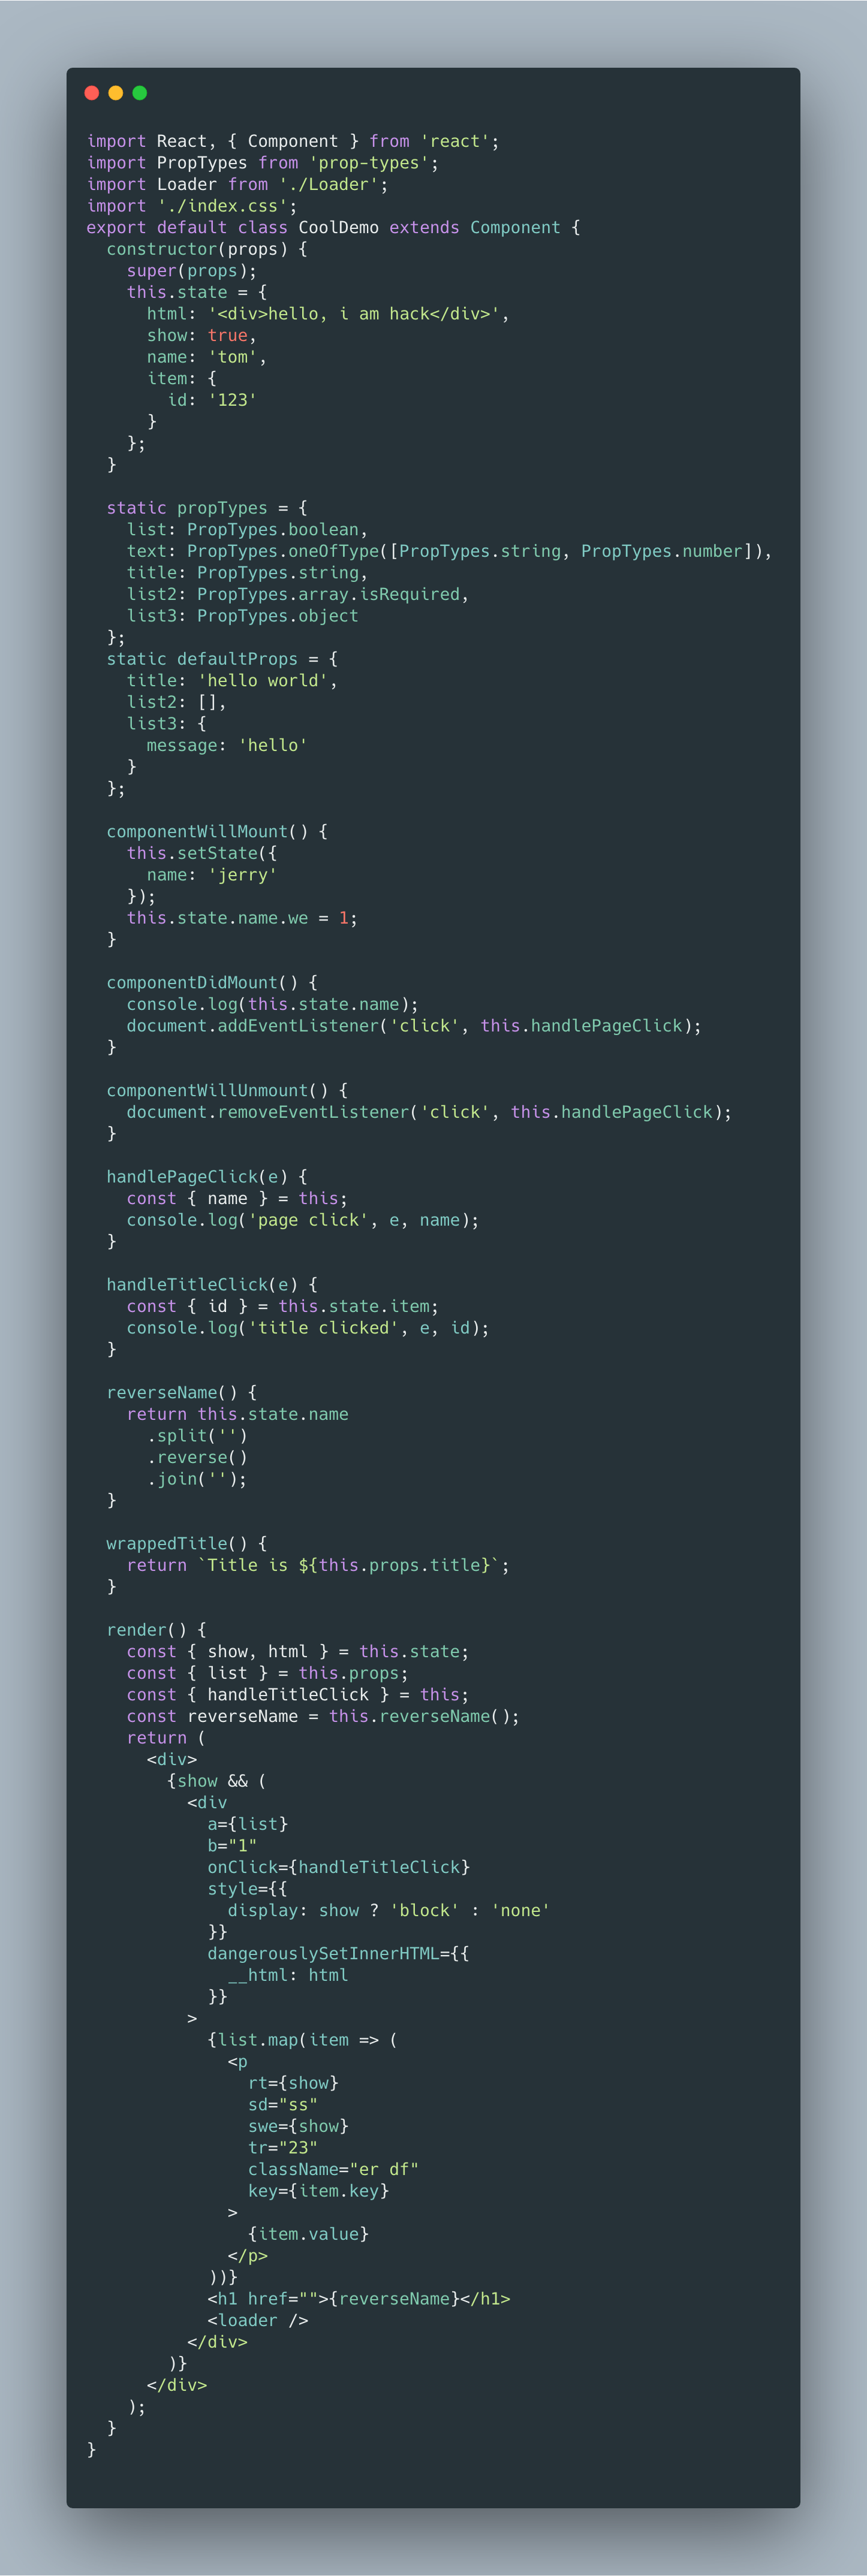 import React, { Component } from 'react';
import PropTypes from 'prop-types';
import Loader from './Loader';
import './index.css';
export default class CoolDemo extends Component {
  constructor(props) {
    super(props);
    this.state = {
      html: '<div>hello, i am hack</div>',
      show: true,
      name: 'tom',
      item: {
        id: '123'
      }
    };
  }

  static propTypes = {
    list: PropTypes.boolean,
    text: PropTypes.oneOfType([PropTypes.string, PropTypes.number]),
    title: PropTypes.string,
    list2: PropTypes.array.isRequired,
    list3: PropTypes.object
  };
  static defaultProps = {
    title: 'hello world',
    list2: [],
    list3: {
      message: 'hello'
    }
  };

  componentWillMount() {
    this.setState({
      name: 'jerry'
    });
    this.state.name.we = 1;
  }

  componentDidMount() {
    console.log(this.state.name);
    document.addEventListener('click', this.handlePageClick);
  }

  componentWillUnmount() {
    document.removeEventListener('click', this.handlePageClick);
  }

  handlePageClick(e) {
    const { name } = this;
    console.log('page click', e, name);
  }

  handleTitleClick(e) {
    const { id } = this.state.item;
    console.log('title clicked', e, id);
  }

  reverseName() {
    return this.state.name
      .split('')
      .reverse()
      .join('');
  }

  wrappedTitle() {
    return `Title is ${this.props.title}`;
  }

  render() {
    const { show, html } = this.state;
    const { list } = this.props;
    const { handleTitleClick } = this;
    const reverseName = this.reverseName();
    return (
      <div>
        {show && (
          <div
            a={list}
            b="1"
            onClick={handleTitleClick}
            style={{
              display: show ? 'block' : 'none'
            }}
            dangerouslySetInnerHTML={{
              __html: html
            }}
          >
            {list.map(item => (
              <p
                rt={show}
                sd="ss"
                swe={show}
                tr="23"
                className="er df"
                key={item.key}
              >
                {item.value}
              </p>
            ))}
            <h1 href="">{reverseName}</h1>
            <loader />
          </div>
        )}
      </div>
    );
  }
}